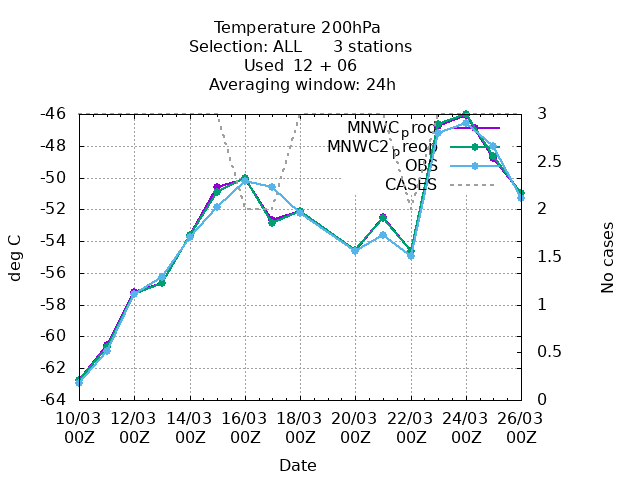 Temperature 200hPa
Selection: ALL      3 stations
Used  12 + 06
Averaging window: 24h
-46
-48
-50
-52
-54
-56
-58
-60
-62
-64
3
2.5
2
1.5
1
0.5
0
MNWCprod
MNWC2preop
OBS
CASES
deg C
No cases
10/03 12/03 14/03 16/03 18/03 20/03 22/03 24/03 26/03
00Z 00Z 00Z 00Z 00Z 00Z 00Z 00Z 00Z
Date